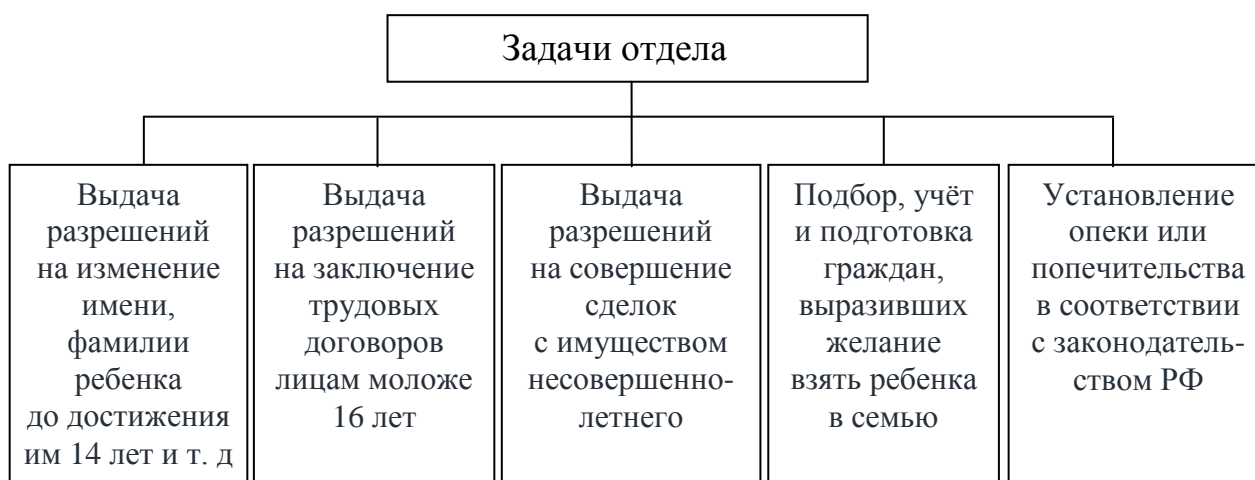 Задачи отдела
Выдача
разрешений
на изменение
имени,
фамилии
ребенка
до достижения
им 14 лет и т. д
Выдача
разрешений
на заключение
трудовых
договоров
лицам моложе
16 лет
Выдача
разрешений
на совершение
сделок
с имуществом
несовершенно-
летнего
Подбор, учёт
и подготовка
граждан,
выразивших
желание
взять ребенка
в семью
Установление
опеки или
попечительства
в соответствии
с законодатель-
ством РФ